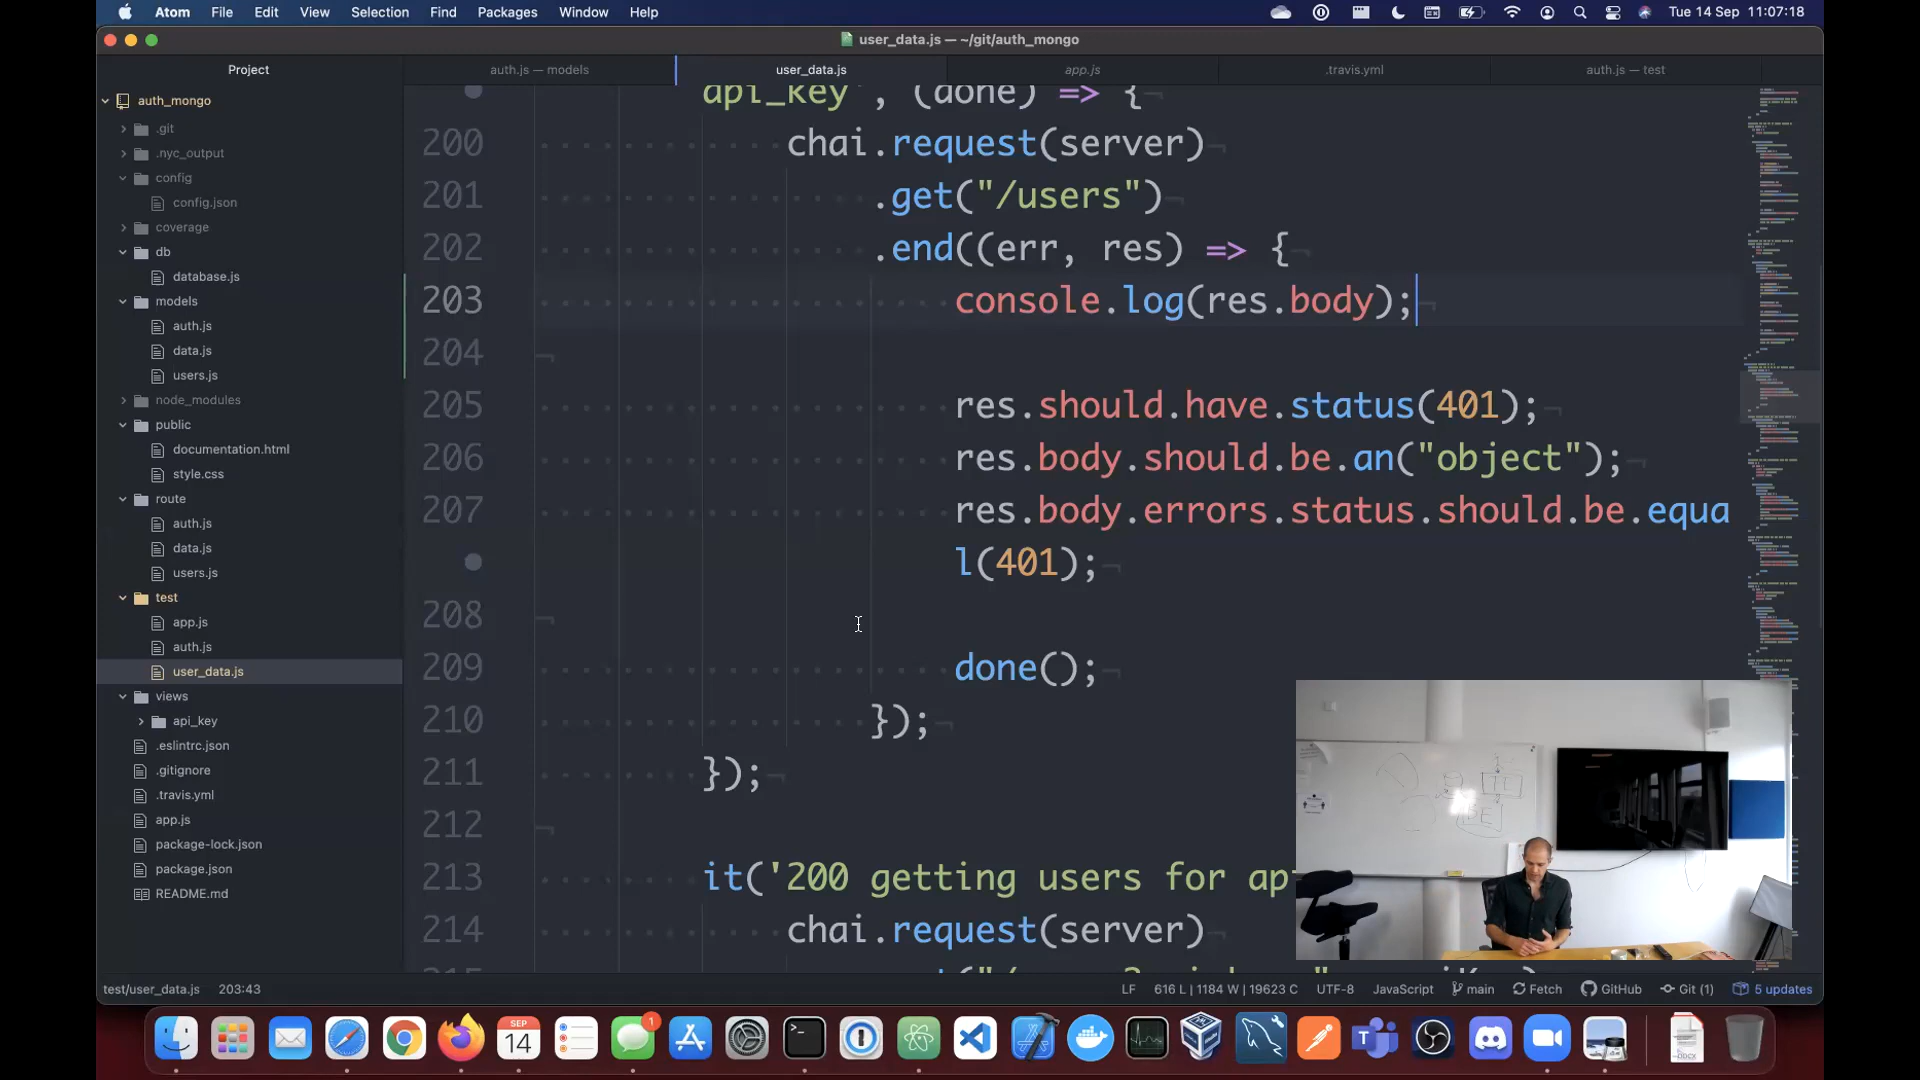 Atom File Edit View Selection Find Packages Window Help
Tue 14 Sep 11:07:18
user_data.js — ~/git/auth_mongo
Project
auth.js — models
user_data.js
app.js
.travis.yml
auth.js — test
auth_mongo
.git
.nyc_output
config
config.json
coverage
db
database.js
models
auth.js
data.js
users.js
node_modules
public
documentation.html
style.css
route
auth.js
data.js
users.js
test
app.js
auth.js
user_data.js
views
api_key
.eslintrc.json
.gitignore
.travis.yml
app.js
package-lock.json
package.json
README.md
api_key', (done) => {
200 chai.request(server)
201 .get("/users")
202 .end((err, res) => {
203 console.log(res.body);
204
205 res.should.have.status(401);
206 res.body.should.be.an("object");
207 res.body.errors.status.should.be.equa
l(401);
208
209 done();
210 });
211 });
212
213 it('200 getting users for ap
214 chai.request(server)
test/user_data.js 203:43
LF 616 L | 1184 W | 19623 C UTF-8 JavaScript main Fetch GitHub Git (1) 5 updates
1
SEP
14
DOCX